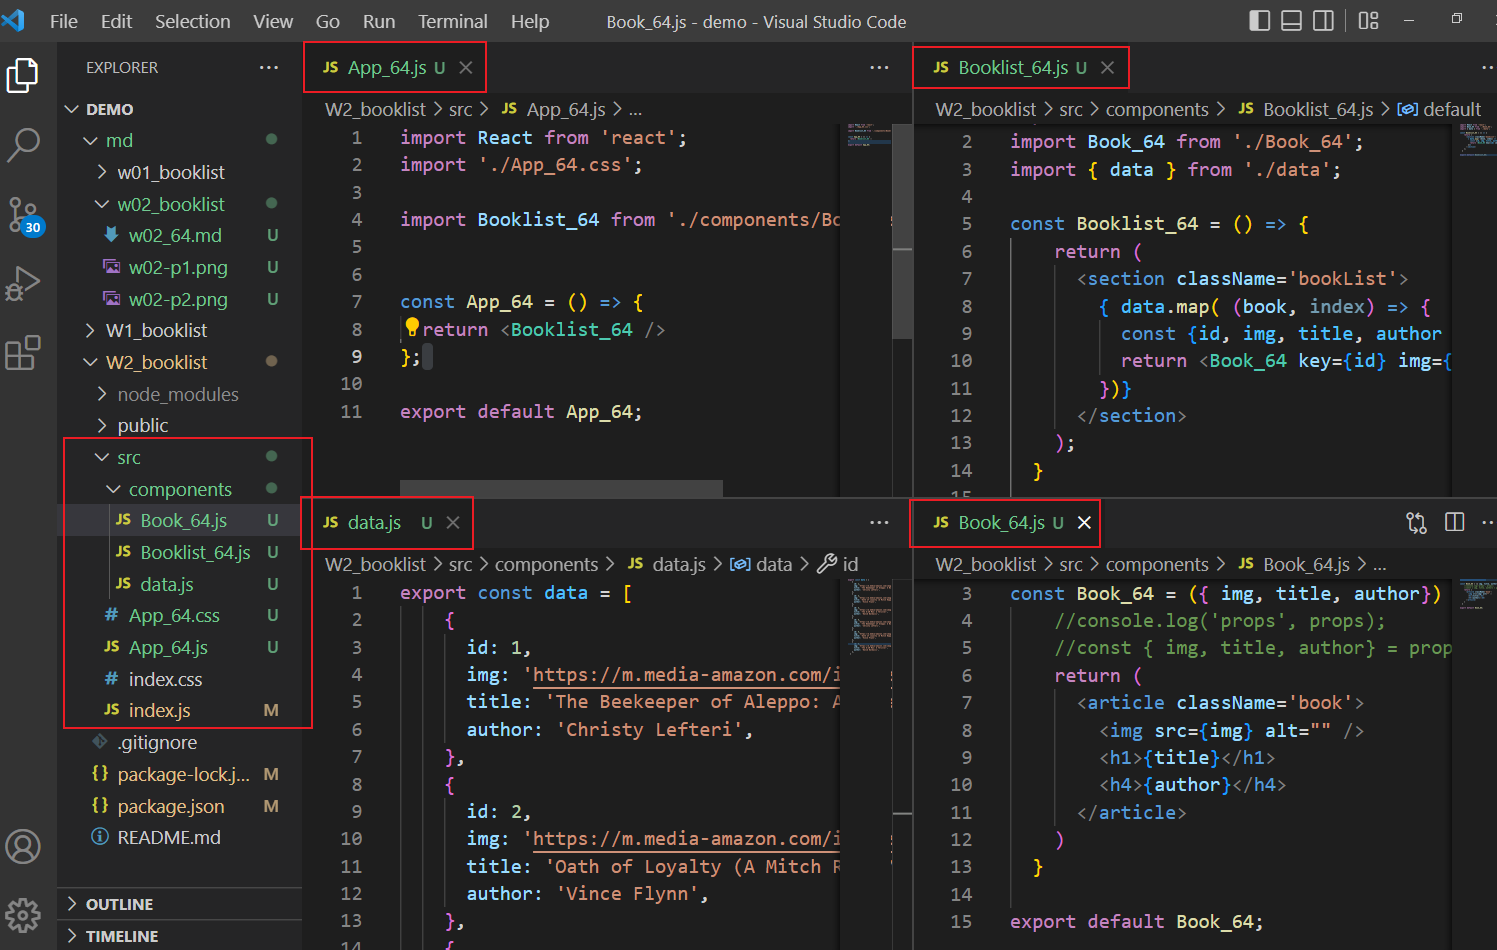 File Edit Selection View Go Run Terminal Help Book_64.js - demo - Visual Studio Code
EXPLORER
DEMO
md
w01_booklist
w02_booklist
w02_64.md U
w02-p1.png U
w02-p2.png U
W1_booklist
W2_booklist
node_modules
public
src
components
JS Book_64.js U
JS Booklist_64.js U
JS data.js U
# App_64.css U
JS App_64.js U
# index.css
JS index.js M
.gitignore
{} package-lock.j... M
{} package.json M
README.md
OUTLINE
TIMELINE
30
JS App_64.js U
W2_booklist > src > JS App_64.js > ...
1 import React from 'react';
2 import './App_64.css';
3
4 import Booklist_64 from './components/Bo
5
6
7 const App_64 = () => {
8 return <Booklist_64 />
9 };
10
11 export default App_64;
JS Booklist_64.js U
W2_booklist > src > components > JS Booklist_64.js > default
2 import Book_64 from './Book_64';
3 import { data } from './data';
4
5 const Booklist_64 = () => {
6 return (
7 <section className='bookList'>
8 { data.map( (book, index) => {
9 const {id, img, title, author
10 return <Book_64 key={id} img={
11 })}
12 </section>
13 );
14 }
15
JS data.js U
W2_booklist > src > components > JS data.js > data > id
1 export const data = [
2 {
3 id: 1,
4 img: 'https://m.media-amazon.com/i
5 title: 'The Beekeeper of Aleppo: A
6 author: 'Christy Lefteri',
7 },
8 {
9 id: 2,
10 img: 'https://m.media-amazon.com/i
11 title: 'Oath of Loyalty (A Mitch R
12 author: 'Vince Flynn',
13 },
14 {
JS Book_64.js U
W2_booklist > src > components > JS Book_64.js > ...
3 const Book_64 = ({ img, title, author})
4 //console.log('props', props);
5 //const { img, title, author} = prop
6 return (
7 <article className='book'>
8 <img src={img} alt="" />
9 <h1>{title}</h1>
10 <h4>{author}</h4>
11 </article>
12 )
13 }
14
15 export default Book_64;